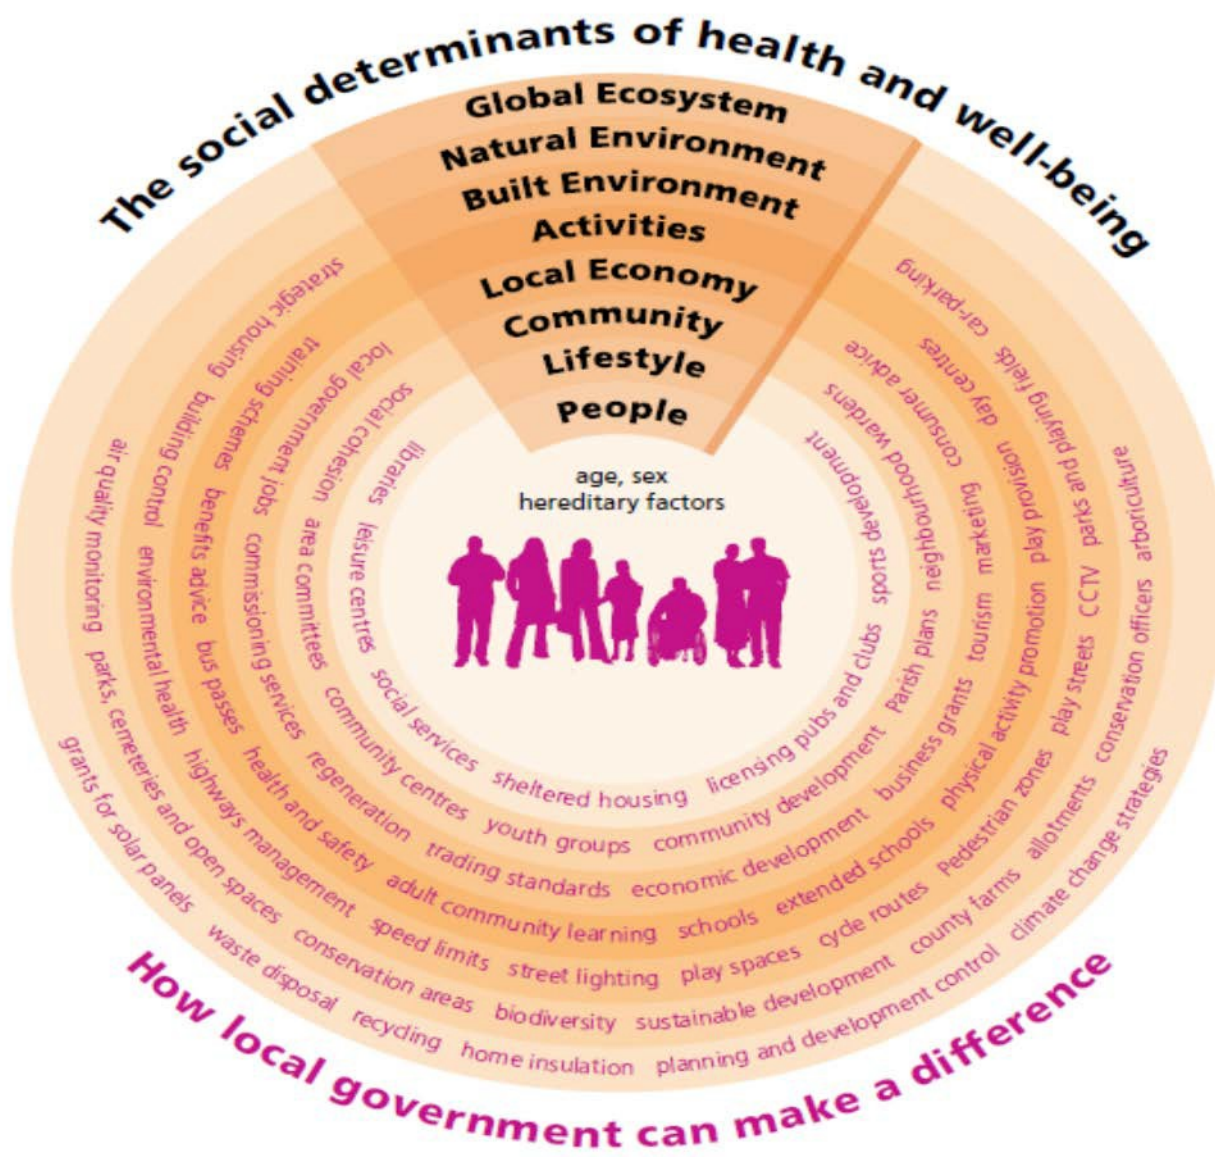 The social determinants of health and well-being
Global Ecosystem
Natural Environment
Built Environment
Activities
Local Economy
Community
Lifestyle
People
age, sex
hereditary factors
libraries leisure centres social services sheltered housing licensing pubs and clubs sports development
social cohesion area committees community centres youth groups community development Parish plans neighbourhood wardens
local government jobs commissioning services regeneration trading standards economic development business grants tourism marketing consumer advice
training schemes benefits advice bus passes health and safety adult community learning schools extended schools physical activity promotion play provision day centres
strategic housing building control environmental health highways management speed limits street lighting play spaces cycle routes Pedestrian zones play streets CCTV parks and playing fields car-parking
air quality monitoring parks, cemeteries and open spaces conservation areas biodiversity sustainable development county farms allotments conservation officers arboriculture
grants for solar panels waste disposal recycling home insulation planning and development control climate change strategies
How local government can make a difference